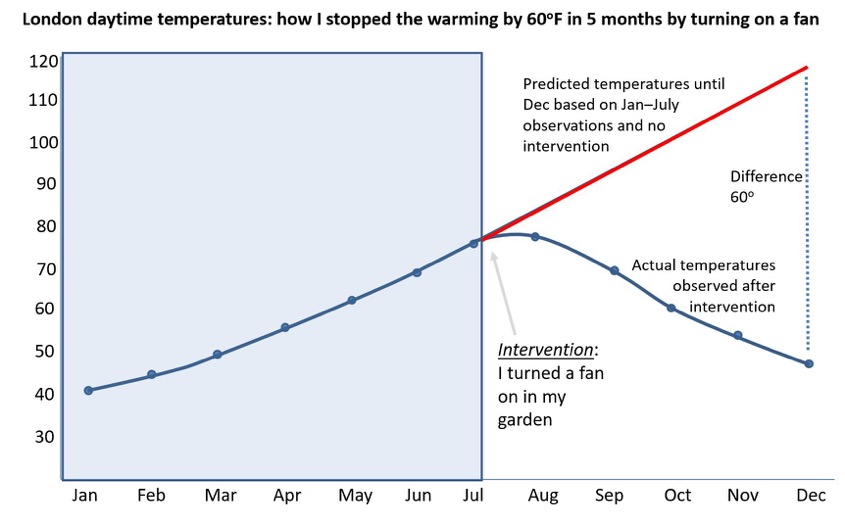 London daytime temperatures: how I stopped the warming by 60ºF in 5 months by turning on a fan
120
110
100
90
80
70
60
50
40
30
Predicted temperatures until
Dec based on Jan–July
observations and no
intervention
Difference
60º
Actual temperatures
observed after
intervention
Intervention:
I turned a fan
on in my
garden
Jan Feb Mar Apr May Jun Jul Aug Sep Oct Nov Dec